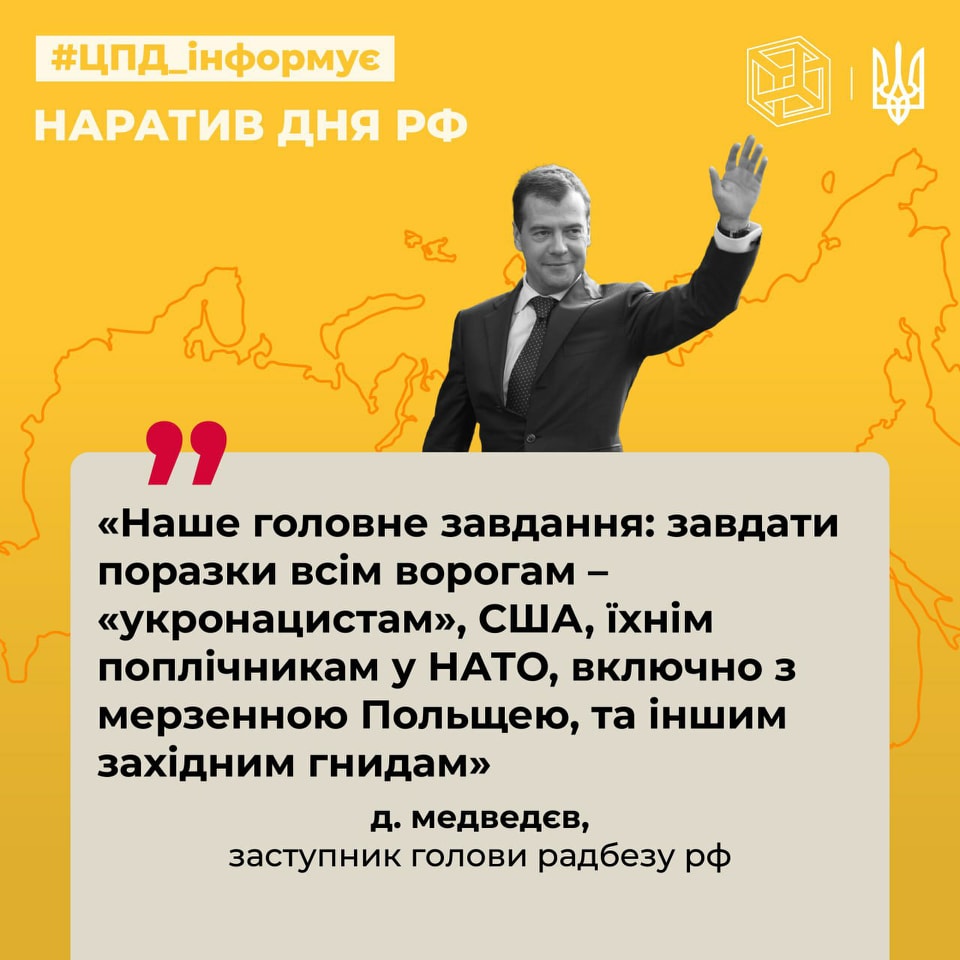 #ЦПД_інформує
НАРАТИВ ДНЯ РФ
«Наше головне завдання: завдати
поразки всім ворогам –
«укронацистам», США, їхнім
поплічникам у НАТО, включно з
мерзенною Польщею, та іншим
західним гнидам»
д. медведєв,
заступник голови радбезу рф